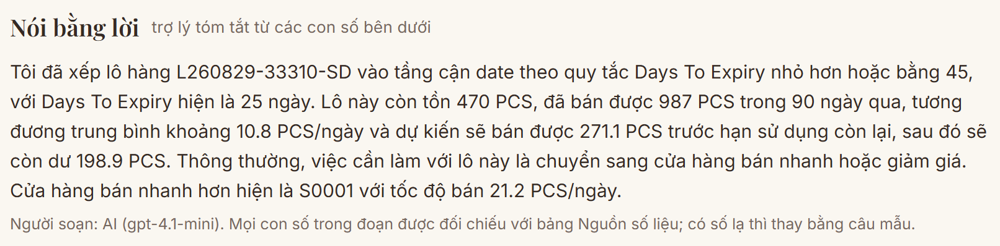 Nói bằng lời trợ lý tóm tắt từ các con số bên dưới
Tôi đã xếp lô hàng L260829-33310-SD vào tầng cận date theo quy tắc Days To Expiry nhỏ hơn hoặc bằng 45,
với Days To Expiry hiện là 25 ngày. Lô này còn tồn 470 PCS, đã bán được 987 PCS trong 90 ngày qua, tương
đương trung bình khoảng 10.8 PCS/ngày và dự kiến sẽ bán được 271.1 PCS trước hạn sử dụng còn lại, sau đó sẽ
còn dư 198.9 PCS. Thông thường, việc cần làm với lô này là chuyển sang cửa hàng bán nhanh hoặc giảm giá.
Cửa hàng bán nhanh hơn hiện là S0001 với tốc độ bán 21.2 PCS/ngày.
Người soạn: AI (gpt-4.1-mini). Mọi con số trong đoạn được đối chiếu với bảng Nguồn số liệu; có số lạ thì thay bằng câu mẫu.